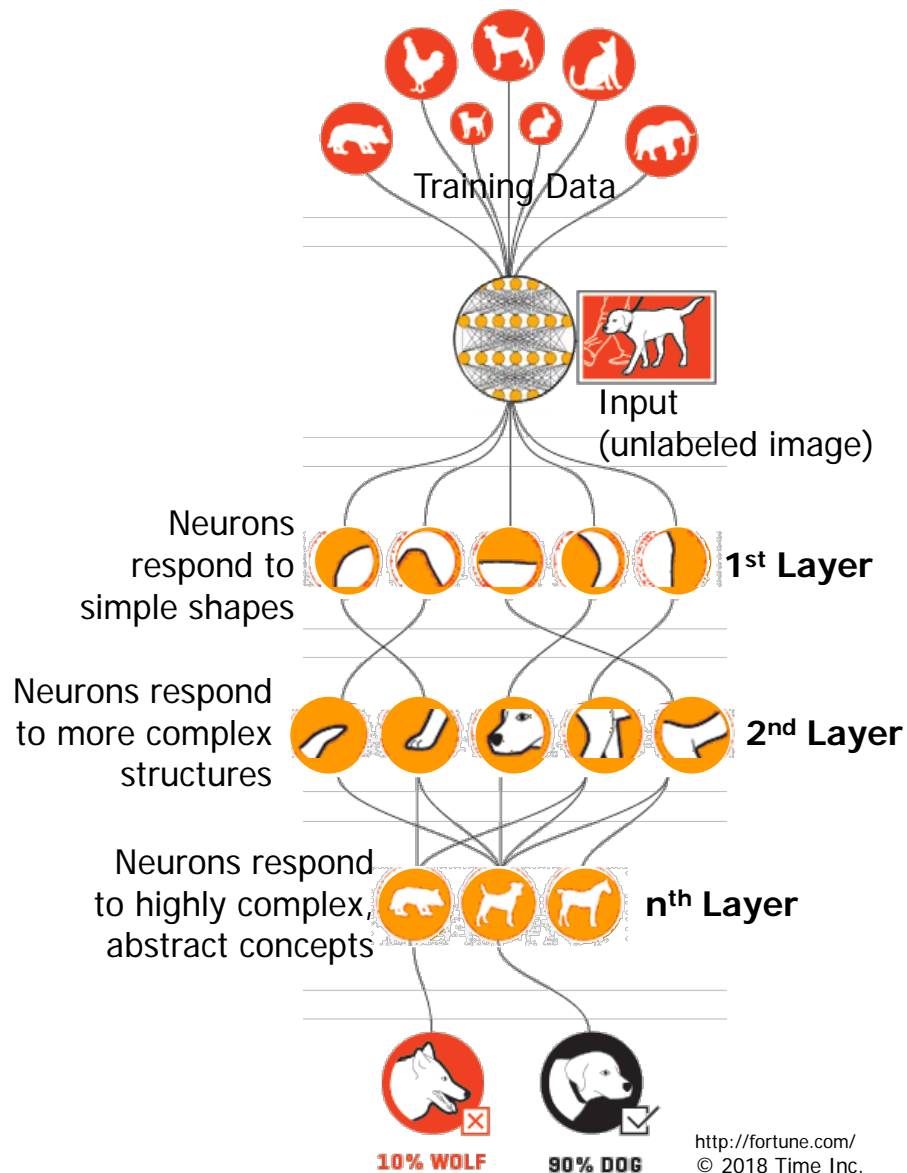 Training Data
Input
(unlabeled image)
Neurons
respond to
simple shapes
1st Layer
Neurons respond
to more complex
structures
2nd Layer
Neurons respond
to highly complex,
abstract concepts
nth Layer
10% WOLF
90% DOG
http://fortune.com/
© 2018 Time Inc.